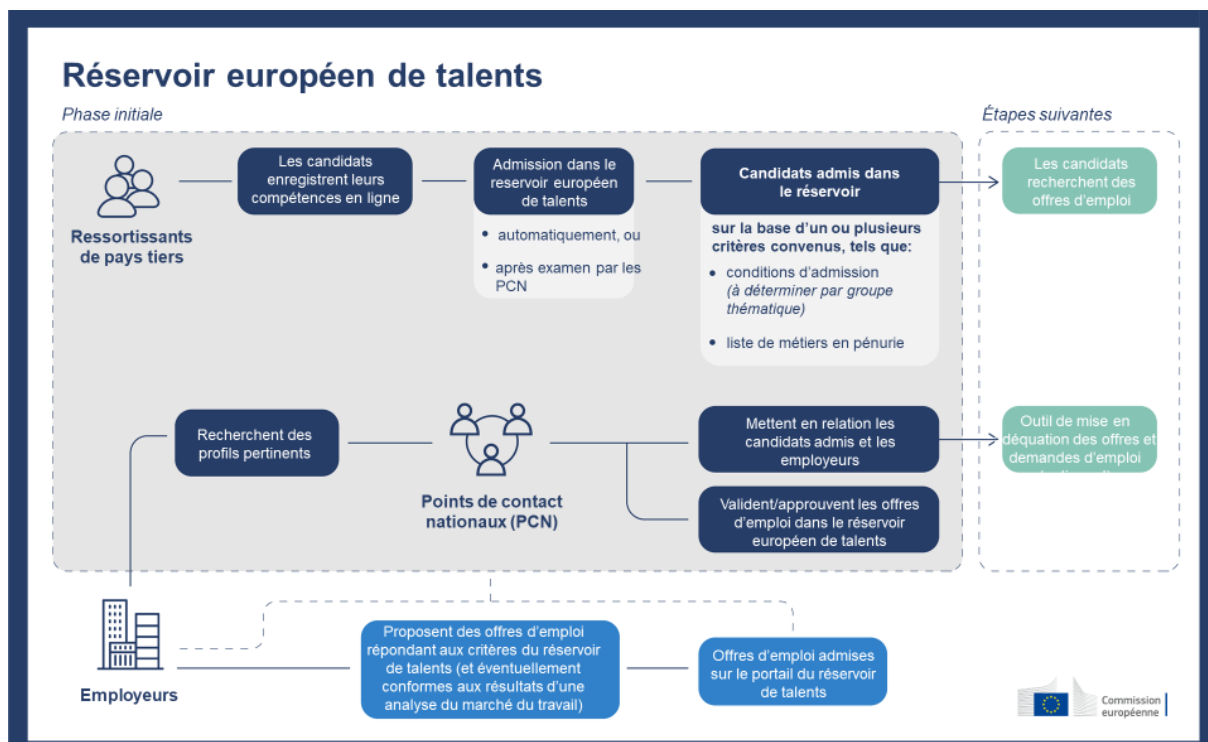 Réservoir européen de talents
Phase initiale
Étapes suivantes
Ressortissants
de pays tiers
Les candidats
enregistrent leurs
compétences en ligne
Admission dans le
reservoir européen
de talents
• automatiquement, ou
• après examen par les
PCN
Candidats admis dans
le réservoir
sur la base d'un ou plusieurs
critères convenus, tels que:
• conditions d'admission
(à déterminer par groupe
thématique)
• liste de métiers en pénurie
Les candidats
recherchent des
offres d'emploi
Recherchent des
profils pertinents
Points de contact
nationaux (PCN)
Mettent en relation les
candidats admis et les
employeurs
Valident/approuvent les offres
d'emploi dans le réservoir
européen de talents
Outil de mise en
déquation des offres et
demandes d'emploi
Employeurs
Proposent des offres d'emploi
répondant aux critères du réservoir
de talents (et éventuellement
conformes aux résultats d'une
analyse du marché du travail)
Offres d'emploi admises
sur le portail du réservoir
de talents
Commission
européenne